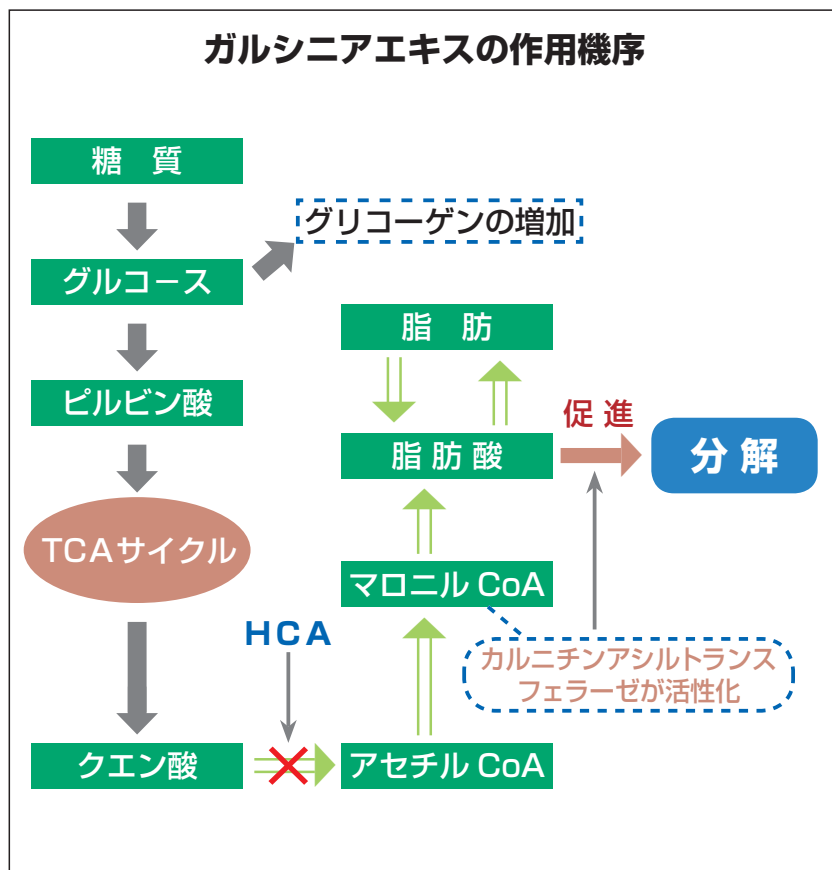 ガルシニアエキスの作用機序
糖　質
グリコーゲンの増加
グルコース
脂　肪
ピルビン酸
促 進
脂 肪 酸
分 解
TCAサイクル
マロニル CoA
HCA
カルニチンアシルトランス
フェラーゼが活性化
クエン酸
アセチル CoA